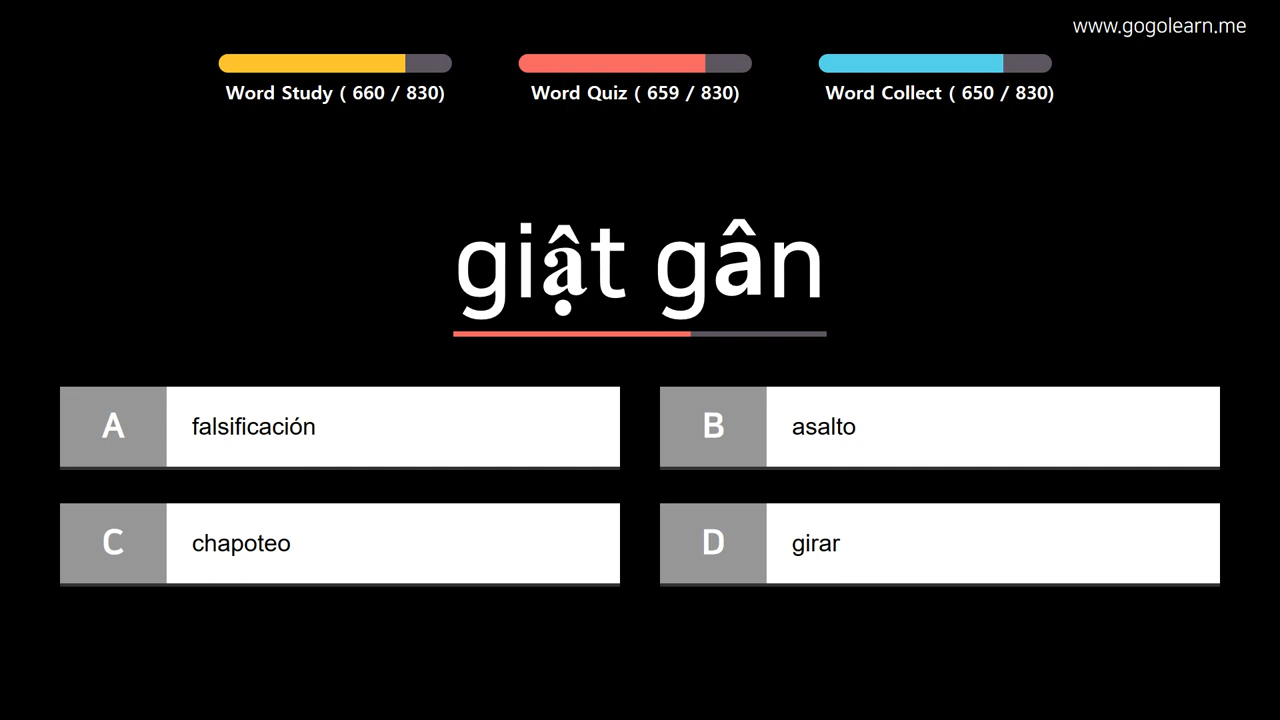 www.gogolearn.me
Word Study ( 660 / 830)
Word Quiz ( 659 / 830)
Word Collect ( 650 / 830)
giật gân
A falsificación
B asalto
C chapoteo
D girar